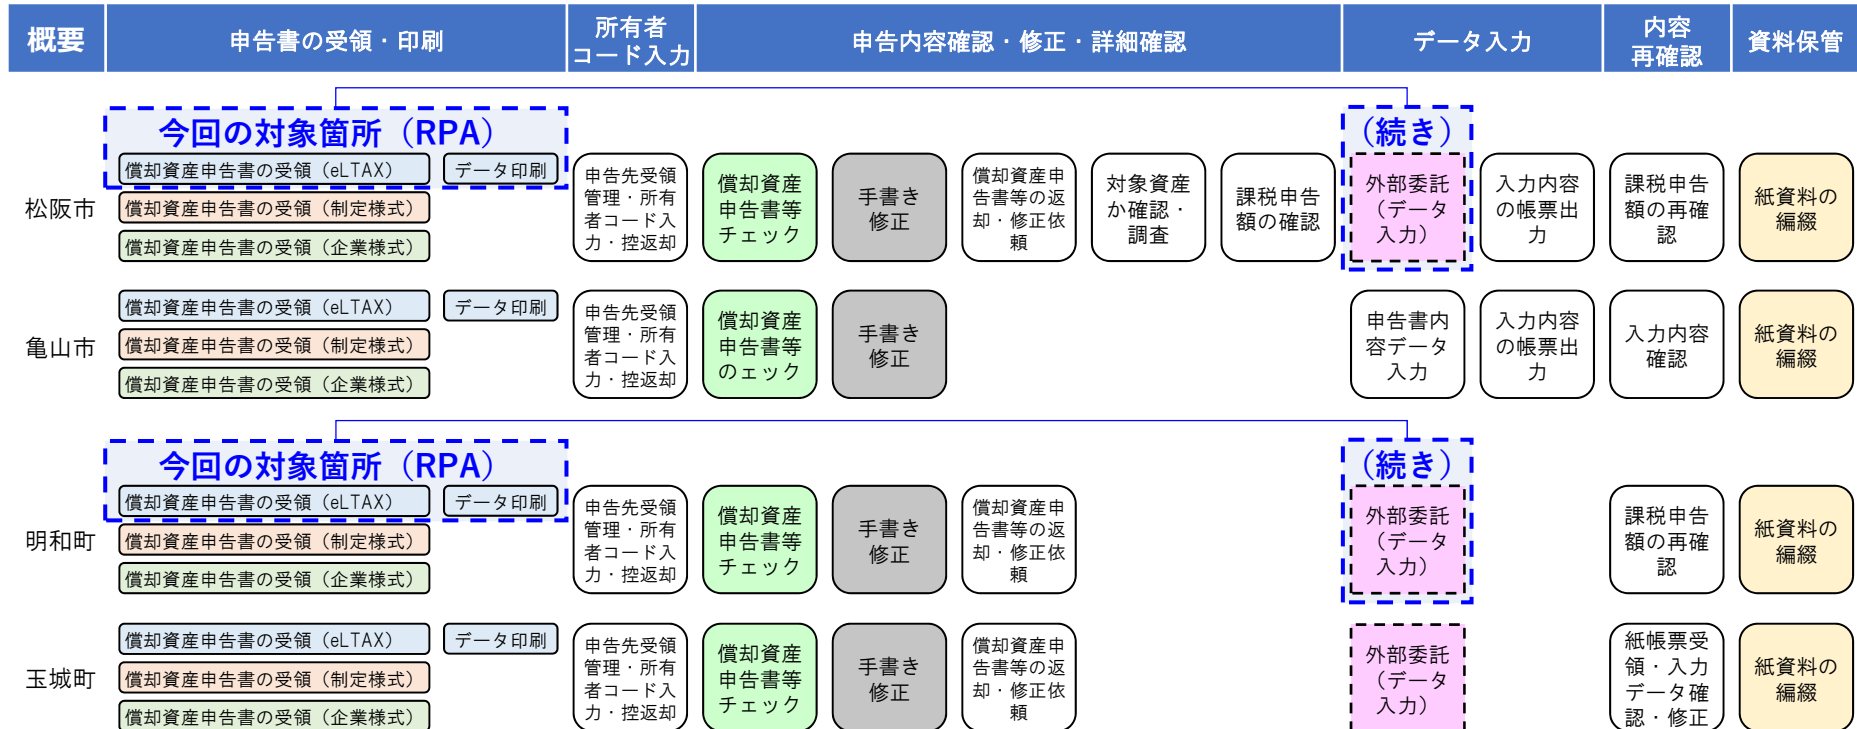 概要
申告書の受領・印刷
所有者
コード入力
申告内容確認・修正・詳細確認
データ入力
内容
再確認
資料保管
今回の対象箇所（RPA）
（続き）
松阪市
償却資産申告書の受領（eLTAX）
データ印刷
償却資産申告書の受領（制定様式）
償却資産申告書の受領（企業様式）
申告先受領
管理・所有
者コード入
力・控返却
償却資産
申告書等
チェック
手書き
修正
償却資産申
告書等の返
却・修正依
頼
対象資産
か確認・
調査
課税申告
額の確認
外部委託
（データ
入力）
入力内容
の帳票出
力
課税申告
額の再確
認
紙資料の
編綴
亀山市
償却資産申告書の受領（eLTAX）
データ印刷
償却資産申告書の受領（制定様式）
償却資産申告書の受領（企業様式）
申告先受領
管理・所有
者コード入
力・控返却
償却資産
申告書等
のェック
手書き
修正
申告書内
容データ
入力
入力内容
の帳票出
力
入力内容
確認
紙資料の
編綴
今回の対象箇所（RPA）
（続き）
明和町
償却資産申告書の受領（eLTAX）
データ印刷
償却資産申告書の受領（制定様式）
償却資産申告書の受領（企業様式）
申告先受領
管理・所有
者コード入
力・控返却
償却資産
申告書等
チェック
手書き
修正
償却資産申
告書等の返
却・修正依
頼
外部委託
（データ
入力）
課税申告
額の再確
認
紙資料の
編綴
玉城町
償却資産申告書の受領（eLTAX）
データ印刷
償却資産申告書の受領（制定様式）
償却資産申告書の受領（企業様式）
申告先受領
管理・所有
者コード入
力・控返却
償却資産
申告書等
チェック
手書き
修正
償却資産申
告書等の返
却・修正依
頼
外部委託
（データ
入力）
紙帳票受
領・入力
データ確
認・修正
紙資料の
編綴